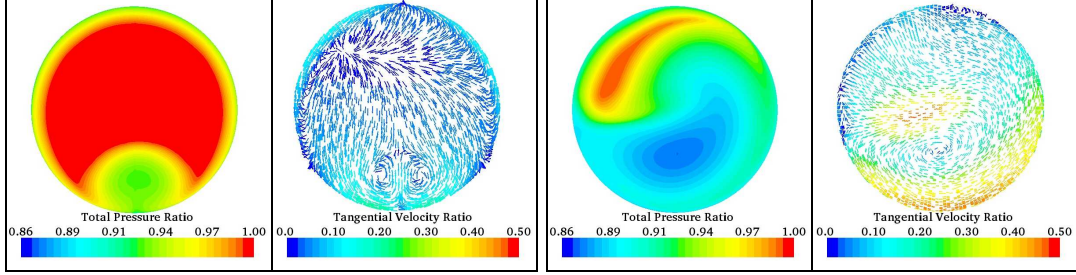 Total Pressure Ratio
0.86 0.89 0.91 0.94 0.97 1.00
Tangential Velocity Ratio
0.0 0.10 0.20 0.30 0.40 0.50
Total Pressure Ratio
0.86 0.89 0.91 0.94 0.97 1.00
Tangential Velocity Ratio
0.0 0.10 0.20 0.30 0.40 0.50